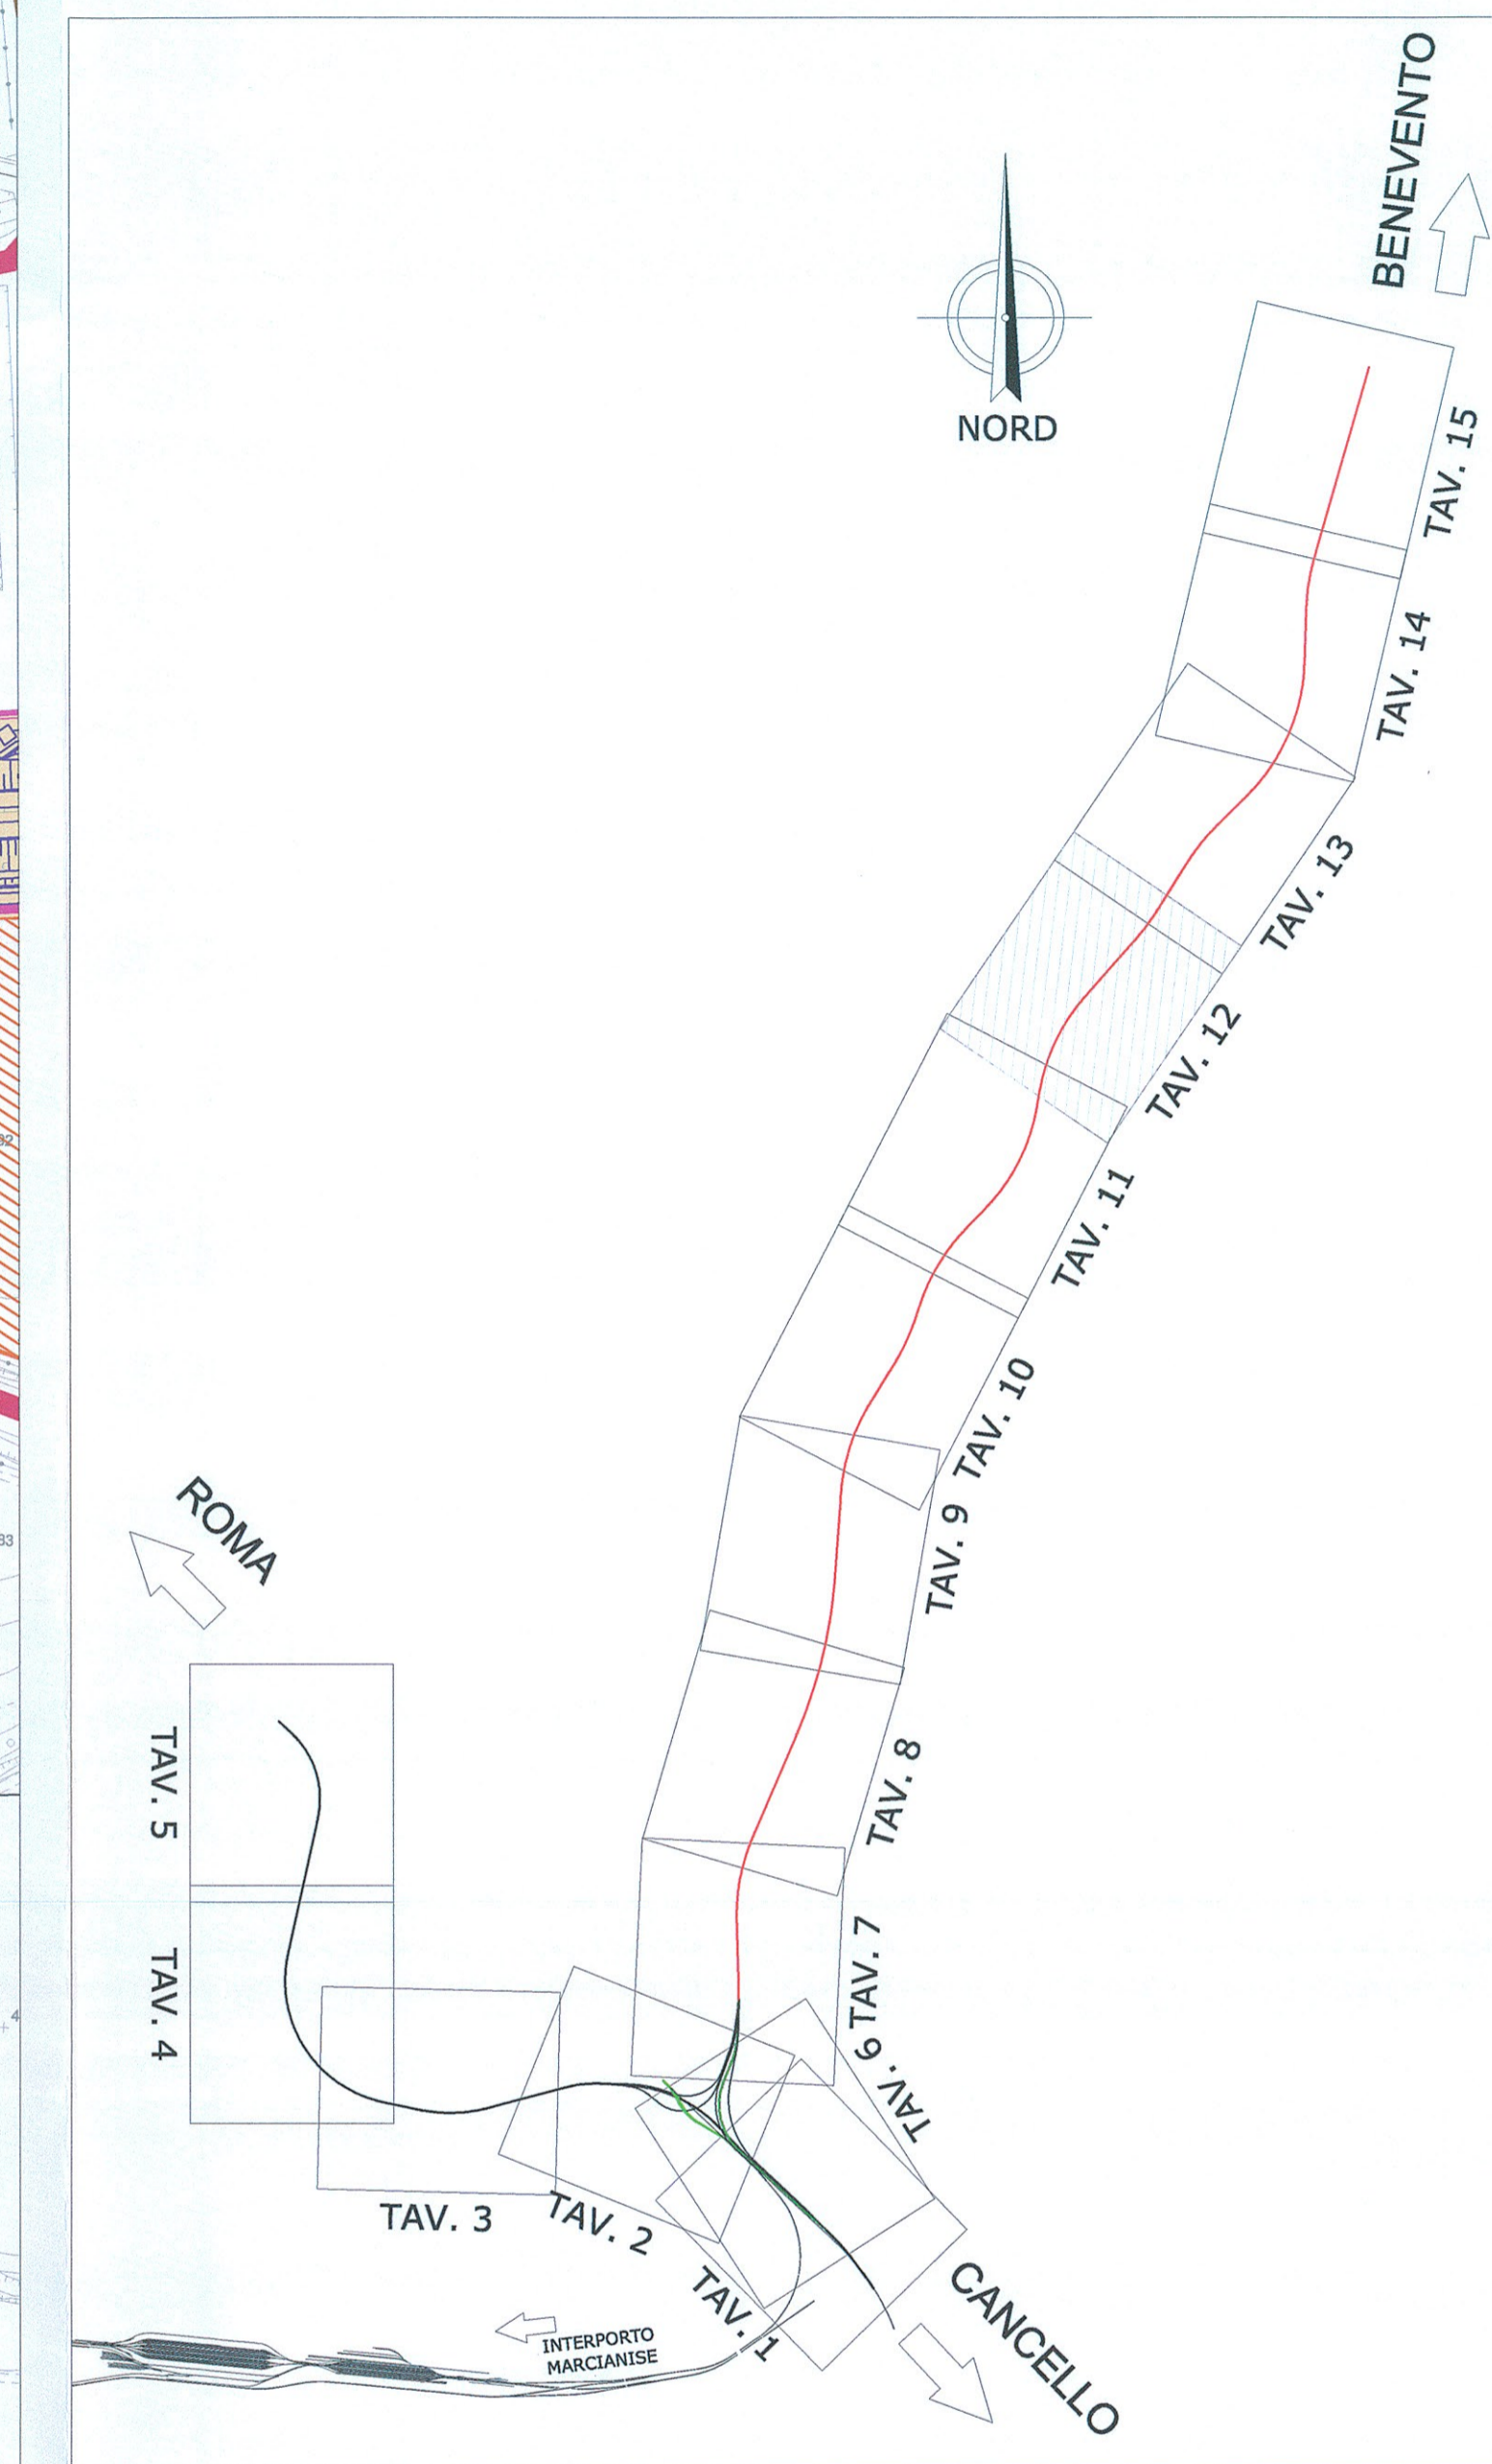 BENEVENTO
NORD
TAV. 15
TAV. 14
TAV. 13
TAV. 12
TAV. 11
TAV. 10
TAV. 9
ROMA
TAV. 8
TAV. 5
TAV. 7
TAV. 4
TAV. 6
TAV. 3
TAV. 2
TAV. 1
CANCELLO
INTERPORTO
MARCIANISE